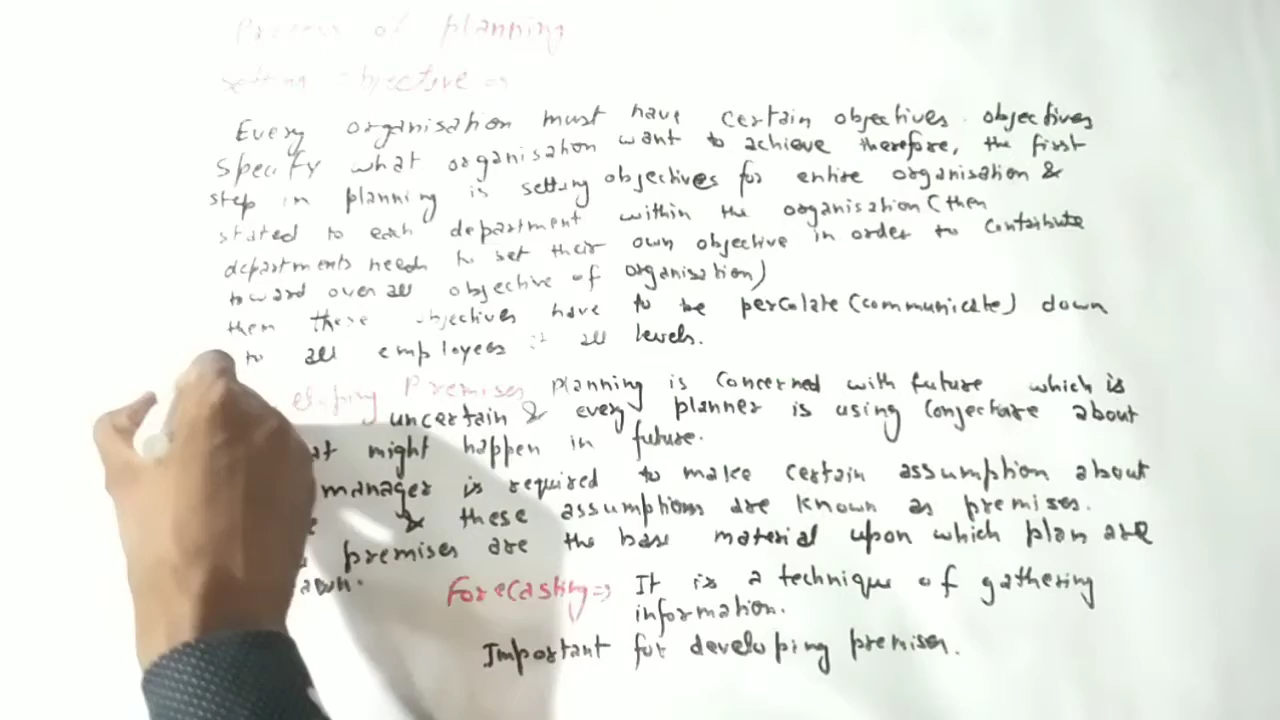 Process of planning
setting objective
Every organisation must have certain objectives. objectives
specify what organisation want to achieve therefore, the first
step in planning is setting objectives for entire organisation &
stated to each department within the organisation (then
departments need to set their own objective in order to contribute
toward over all objective of organisation)
them these objectives have to be percolate (communicate) down
to all employees at all levels.
Premises planning is concerned with future which is
uncertain & every planner is using conjecture about
might happen in future.
manager is required to make certain assumption about
& these assumptions are known as premises.
premises are the base material upon which plan are
Forecasting => It is a technique of gathering
information.
Important for developing premises.